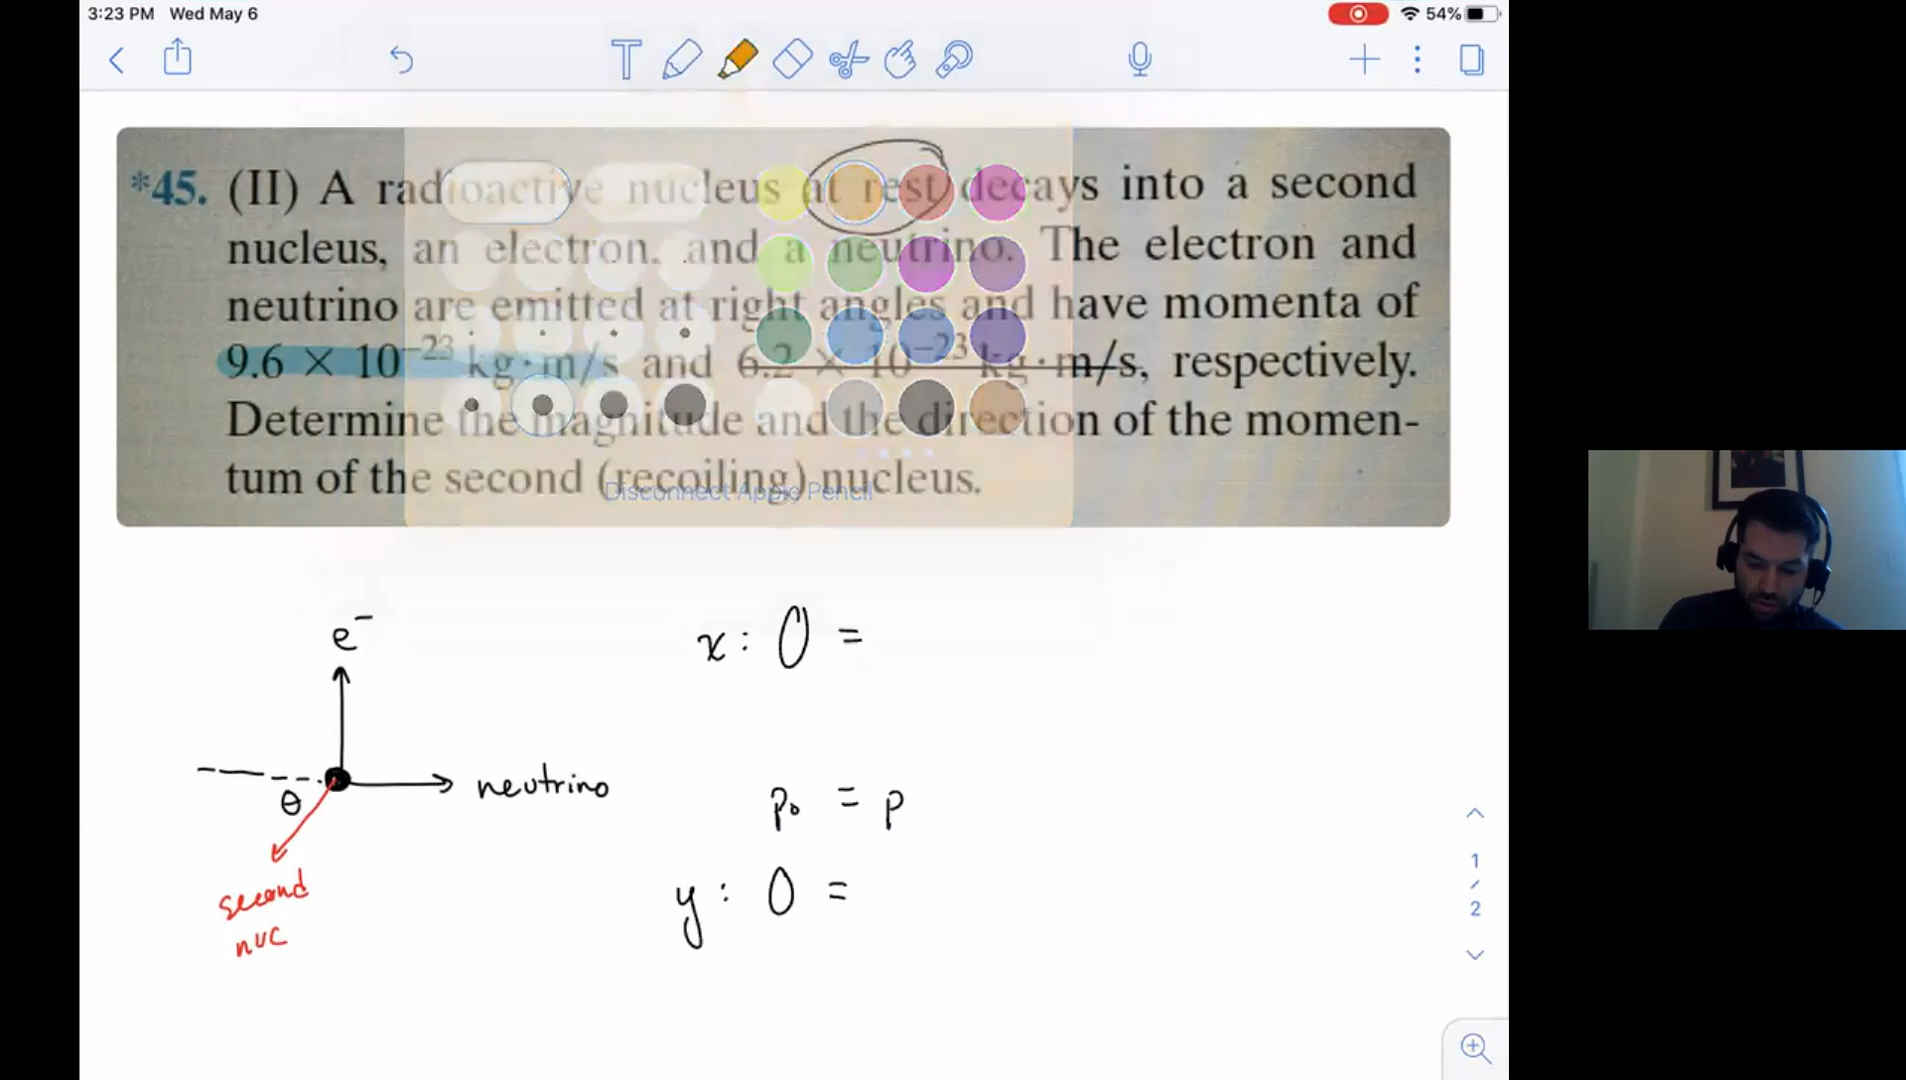 3:23 PM Wed May 6
54%
T
*45. (II) A radioactive nucleus at rest decays into a second
nucleus, an electron, and a neutrino. The electron and
neutrino are emitted at right angles and have momenta of
9.6 × 10⁻²³ kg·m/s and 6.2 × 10⁻²³ kg·m/s, respectively.
Determine the magnitude and the direction of the momen-
tum of the second (recoiling) nucleus.
Disconnect Apple Pencil
e⁻
x: 0 =
θ
neutrino
p₀ = p
second
nuc
y: 0 =
1
/
2